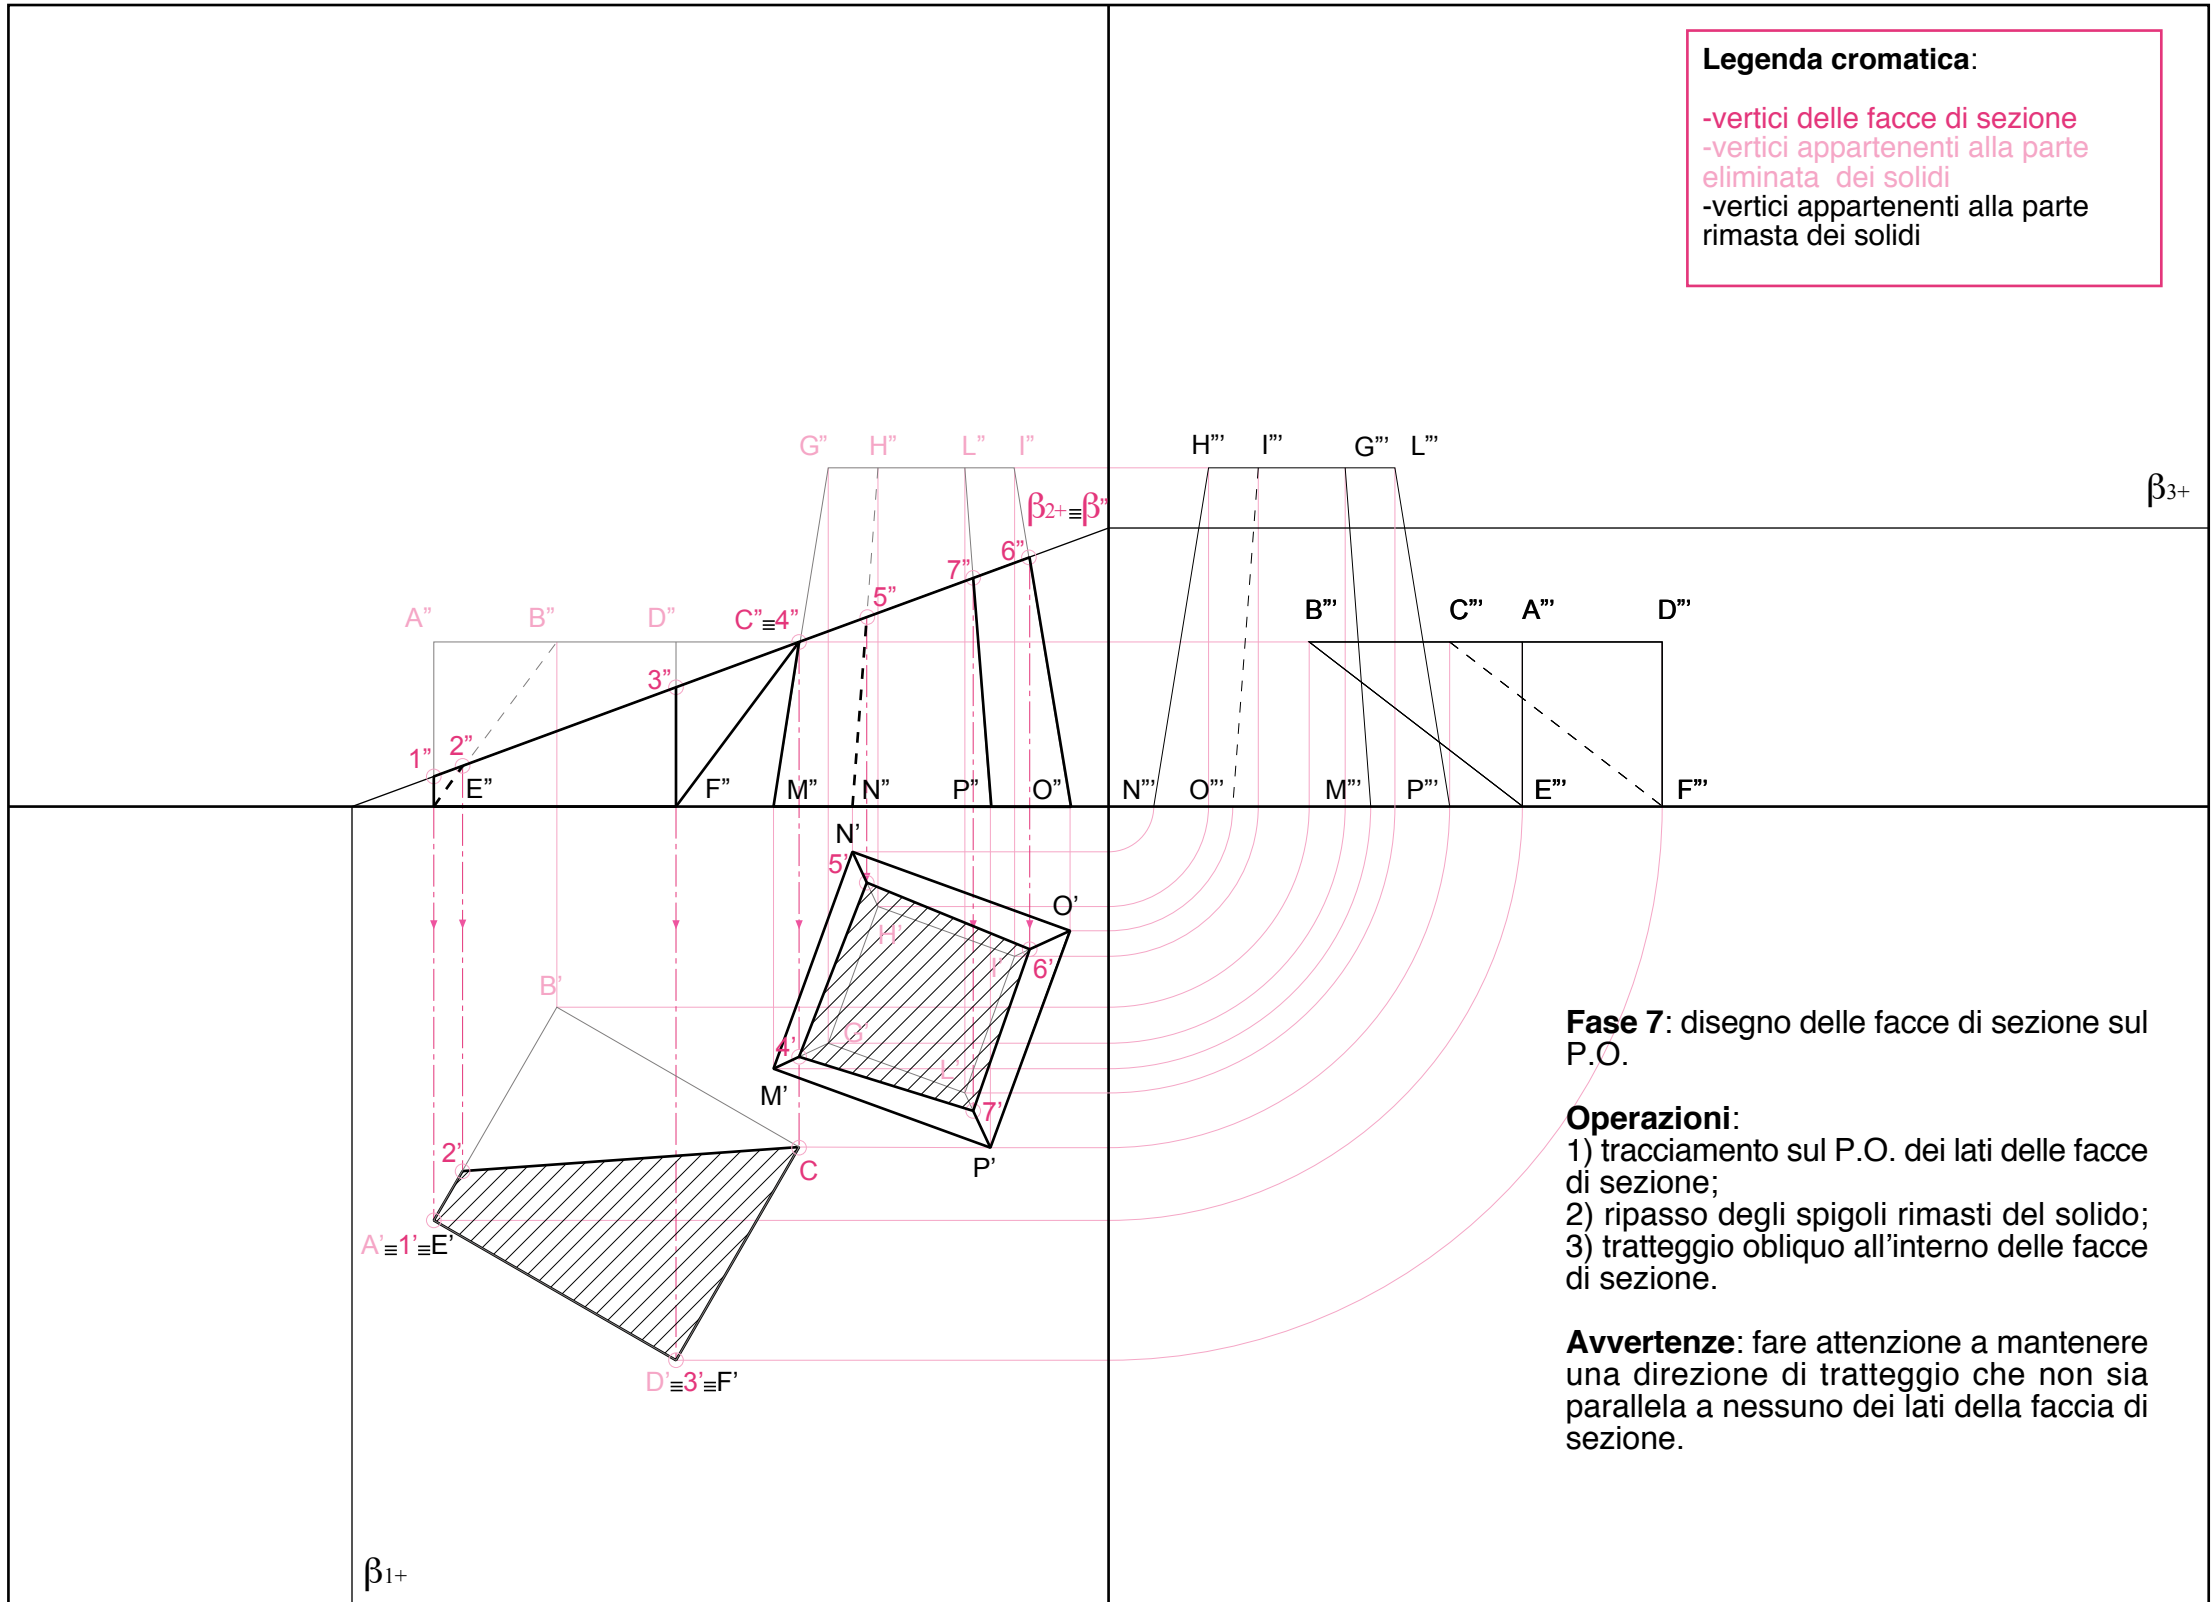 Legenda cromatica:
-vertici delle facce di sezione
-vertici appartenenti alla parte
eliminata dei solidi
-vertici appartenenti alla parte
rimasta dei solidi
G” H” L” I” H”’ I”’ G”’ L”’
β2+≡β”
β3+
6”
7”
5”
A” B” D” C”≡4” B”’ C”’ A”’ D”’
3”
2”
1”
E” F” M” N” P” O” N”’ O”’ M”’ P”’ E”’ F”’
N’
5’
O’
H’
I’
6’
B’
G’
4’
L’
M’
7’
P’
2’
C
A’≡1’≡E’
D’≡3’≡F’
Fase 7: disegno delle facce di sezione sul
P.O.
Operazioni:
1) tracciamento sul P.O. dei lati delle facce
di sezione;
2) ripasso degli spigoli rimasti del solido;
3) tratteggio obliquo all’interno delle facce
di sezione.
Avvertenze: fare attenzione a mantenere
una direzione di tratteggio che non sia
parallela a nessuno dei lati della faccia di
sezione.
β1+